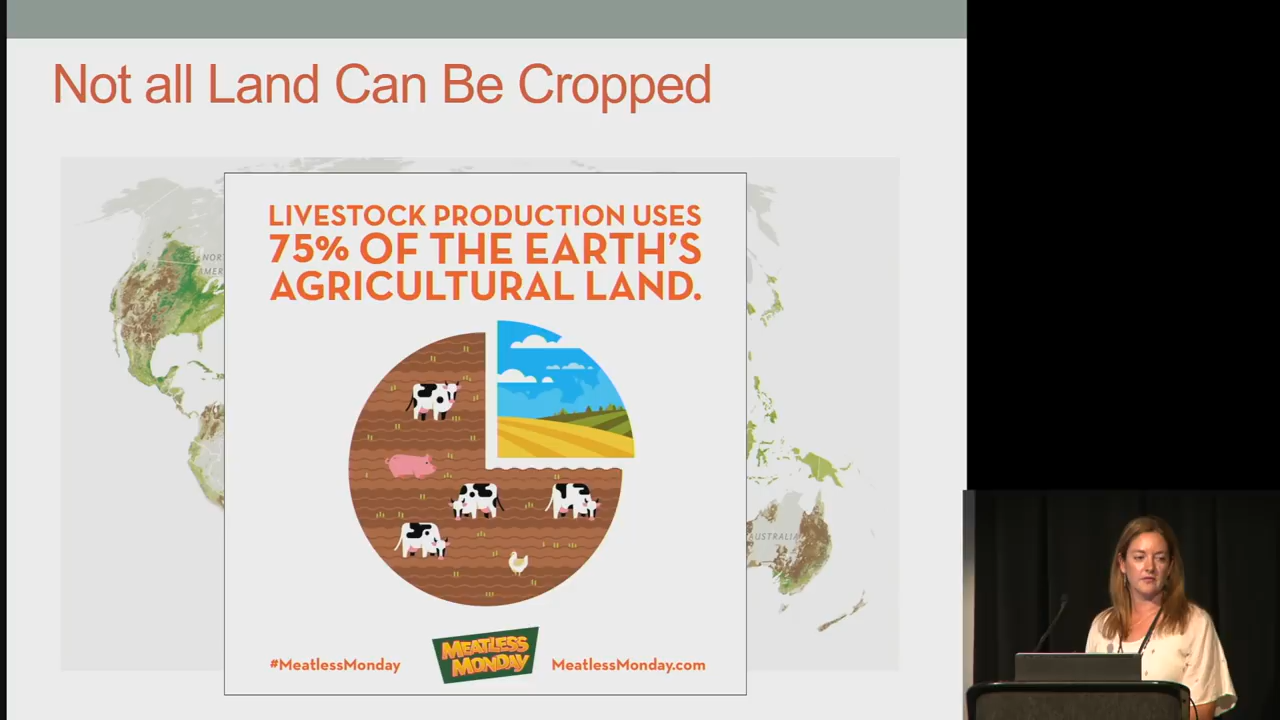 Not all Land Can Be Cropped
LIVESTOCK PRODUCTION USES
75% OF THE EARTH'S
AGRICULTURAL LAND.
AUSTRALIA
MEATLESS
MONDAY
#MeatlessMonday
MeatlessMonday.com